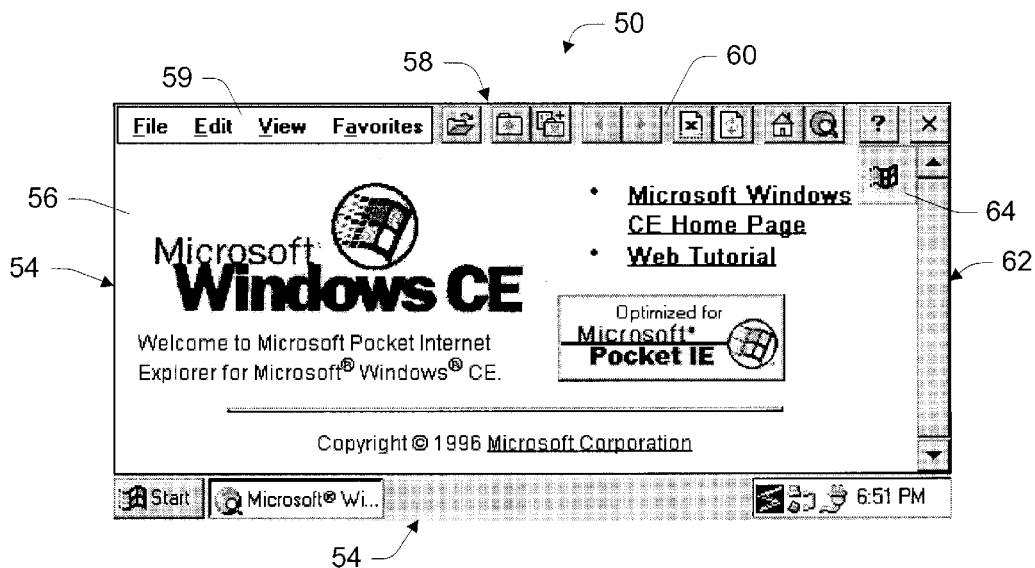 50
58
60
59
File Edit View Favorites ? ×
56
64
54
62
Microsoft
Windows CE
Welcome to Microsoft Pocket Internet
Explorer for Microsoft® Windows® CE.
• Microsoft Windows
CE Home Page
• Web Tutorial
Optimized for
Microsoft•
Pocket IE
Copyright © 1996 Microsoft Corporation
Start Microsoft® Wi... 6:51 PM
54